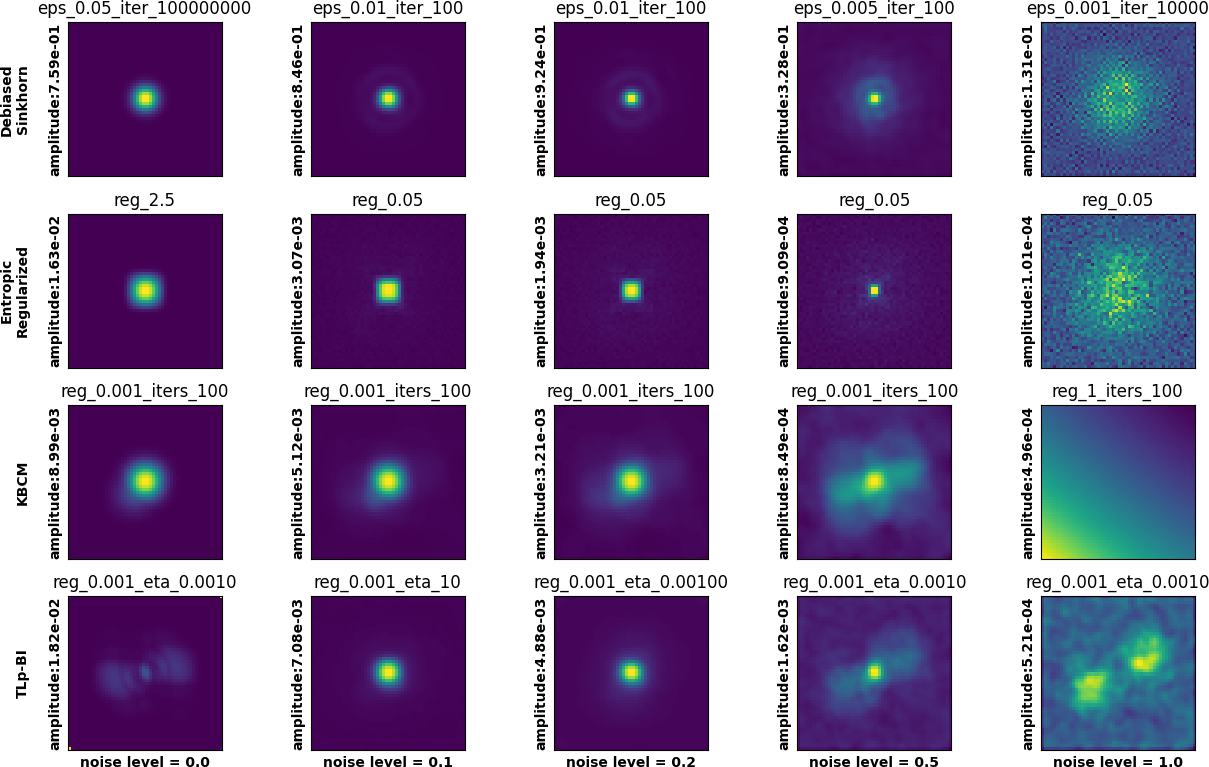 eps_0.05_iter_100000000
eps_0.01_iter_100
eps_0.01_iter_100
eps_0.005_iter_100
eps_0.001_iter_10000
Debiased
Sinkhorn
amplitude:7.59e-01
amplitude:8.46e-01
amplitude:9.24e-01
amplitude:3.28e-01
amplitude:1.31e-01
reg_2.5
reg_0.05
reg_0.05
reg_0.05
reg_0.05
Entropic
Regularized
amplitude:1.63e-02
amplitude:3.07e-03
amplitude:1.94e-03
amplitude:9.09e-04
amplitude:1.01e-04
reg_0.001_iters_100
reg_0.001_iters_100
reg_0.001_iters_100
reg_0.001_iters_100
reg_1_iters_100
KBCM
amplitude:8.99e-03
amplitude:5.12e-03
amplitude:3.21e-03
amplitude:8.49e-04
amplitude:4.96e-04
reg_0.001_eta_0.0010
reg_0.001_eta_10
reg_0.001_eta_0.00100
reg_0.001_eta_0.0010
reg_0.001_eta_0.0010
TLp-BI
amplitude:1.82e-02
amplitude:7.08e-03
amplitude:4.88e-03
amplitude:1.62e-03
amplitude:5.21e-04
noise level = 0.0
noise level = 0.1
noise level = 0.2
noise level = 0.5
noise level = 1.0